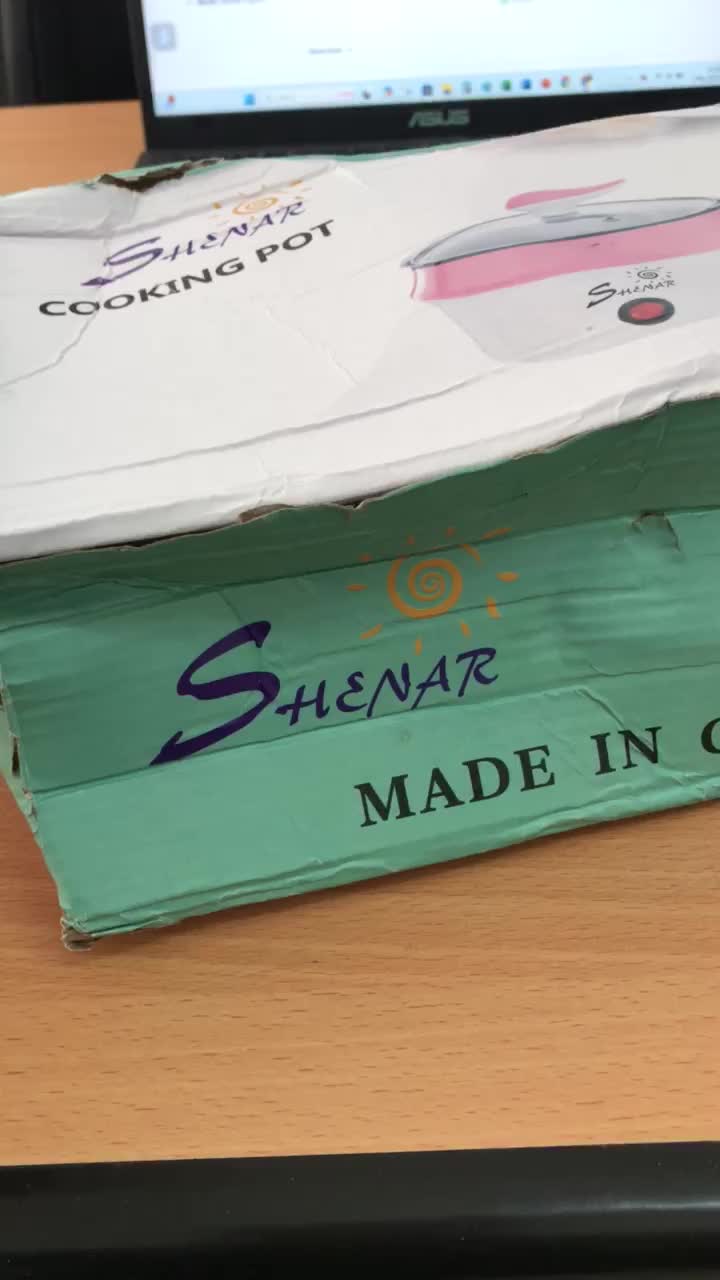 ASUS
SHENAR
COOKING POT
SHENAR
SHENAR
MADE IN C